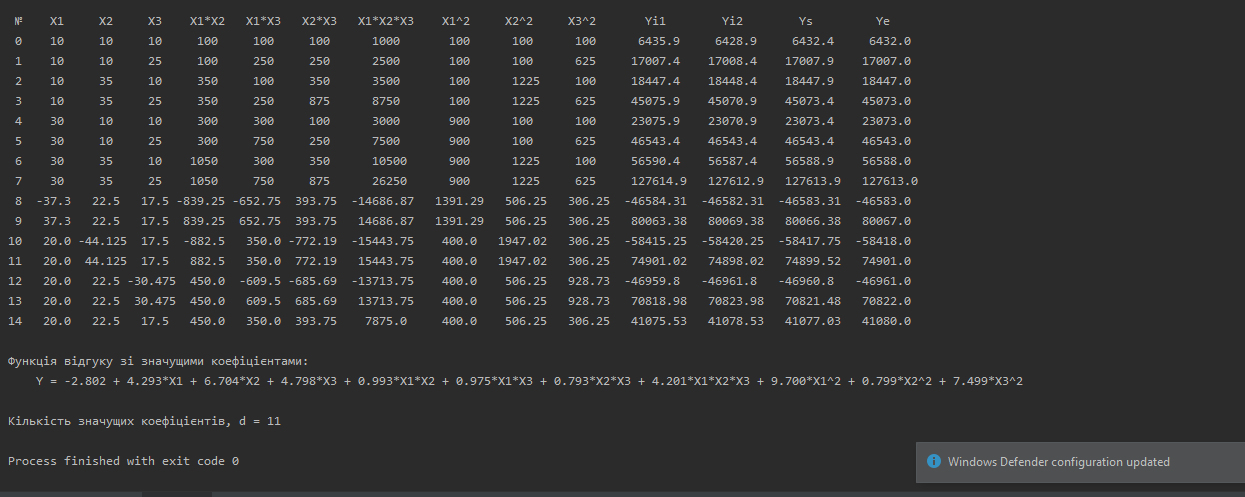 № X1 X2 X3 X1*X2 X1*X3 X2*X3 X1*X2*X3 X1^2 X2^2 X3^2 Yi1 Yi2 Ys Ye
0 10 10 10 100 100 100 1000 100 100 100 6435.9 6428.9 6432.4 6432.0
1 10 10 25 100 250 250 2500 100 100 625 17007.4 17008.4 17007.9 17007.0
2 10 35 10 350 100 350 3500 100 1225 100 18447.4 18448.4 18447.9 18447.0
3 10 35 25 350 250 875 8750 100 1225 625 45075.9 45070.9 45073.4 45073.0
4 30 10 10 300 300 100 3000 900 100 100 23075.9 23070.9 23073.4 23073.0
5 30 10 25 300 750 250 7500 900 100 625 46543.4 46543.4 46543.4 46543.0
6 30 35 10 1050 300 350 10500 900 1225 100 56590.4 56587.4 56588.9 56588.0
7 30 35 25 1050 750 875 26250 900 1225 625 127614.9 127612.9 127613.9 127613.0
8 -37.3 22.5 17.5 -839.25 -652.75 393.75 -14686.87 1391.29 506.25 306.25 -46584.31 -46582.31 -46583.31 -46583.0
9 37.3 22.5 17.5 839.25 652.75 393.75 14686.87 1391.29 506.25 306.25 80063.38 80069.38 80066.38 80067.0
10 20.0 -44.125 17.5 -882.5 350.0 -772.19 -15443.75 400.0 1947.02 306.25 -58415.25 -58420.25 -58417.75 -58418.0
11 20.0 44.125 17.5 882.5 350.0 772.19 15443.75 400.0 1947.02 306.25 74901.02 74898.02 74899.52 74901.0
12 20.0 22.5 -30.475 450.0 -609.5 -685.69 -13713.75 400.0 506.25 928.73 -46959.8 -46961.8 -46960.8 -46961.0
13 20.0 22.5 30.475 450.0 609.5 685.69 13713.75 400.0 506.25 928.73 70818.98 70823.98 70821.48 70822.0
14 20.0 22.5 17.5 450.0 350.0 393.75 7875.0 400.0 506.25 306.25 41075.53 41078.53 41077.03 41080.0
Функція відгуку зі значущими коефіцієнтами:
Y = -2.802 + 4.293*X1 + 6.704*X2 + 4.798*X3 + 0.993*X1*X2 + 0.975*X1*X3 + 0.793*X2*X3 + 4.201*X1*X2*X3 + 9.700*X1^2 + 0.799*X2^2 + 7.499*X3^2
Кількість значущих коефіцієнтів, d = 11
Process finished with exit code 0
Windows Defender configuration updated